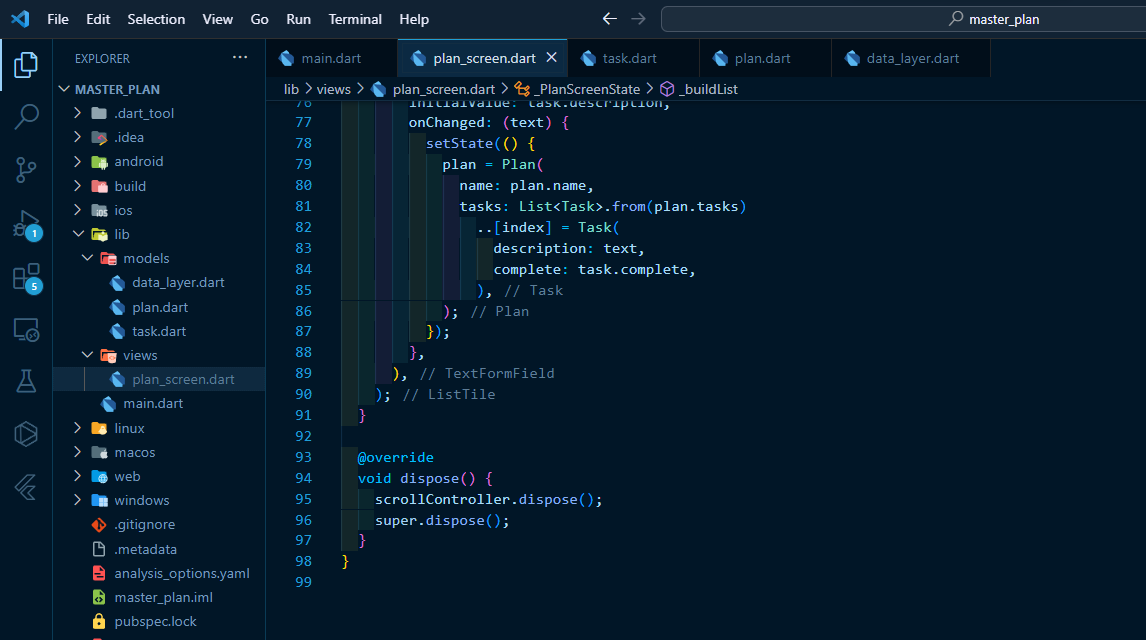 File Edit Selection View Go Run Terminal Help master_plan
EXPLORER ...
main.dart plan_screen.dart task.dart plan.dart data_layer.dart
lib > views > plan_screen.dart > _PlanScreenState > _buildList
MASTER_PLAN
.dart_tool
.idea
android
build
ios
lib
models
data_layer.dart
plan.dart
task.dart
views
plan_screen.dart
main.dart
linux
macos
web
windows
.gitignore
.metadata
analysis_options.yaml
master_plan.iml
pubspec.lock
1
5
76 initialValue: task.description,
77 onChanged: (text) {
78 setState(() {
79 plan = Plan(
80 name: plan.name,
81 tasks: List<Task>.from(plan.tasks)
82 ..[index] = Task(
83 description: text,
84 complete: task.complete,
85 ), // Task
86 ); // Plan
87 });
88 },
89 ), // TextFormField
90 ); // ListTile
91 }
92
93 @override
94 void dispose() {
95 scrollController.dispose();
96 super.dispose();
97 }
98 }
99